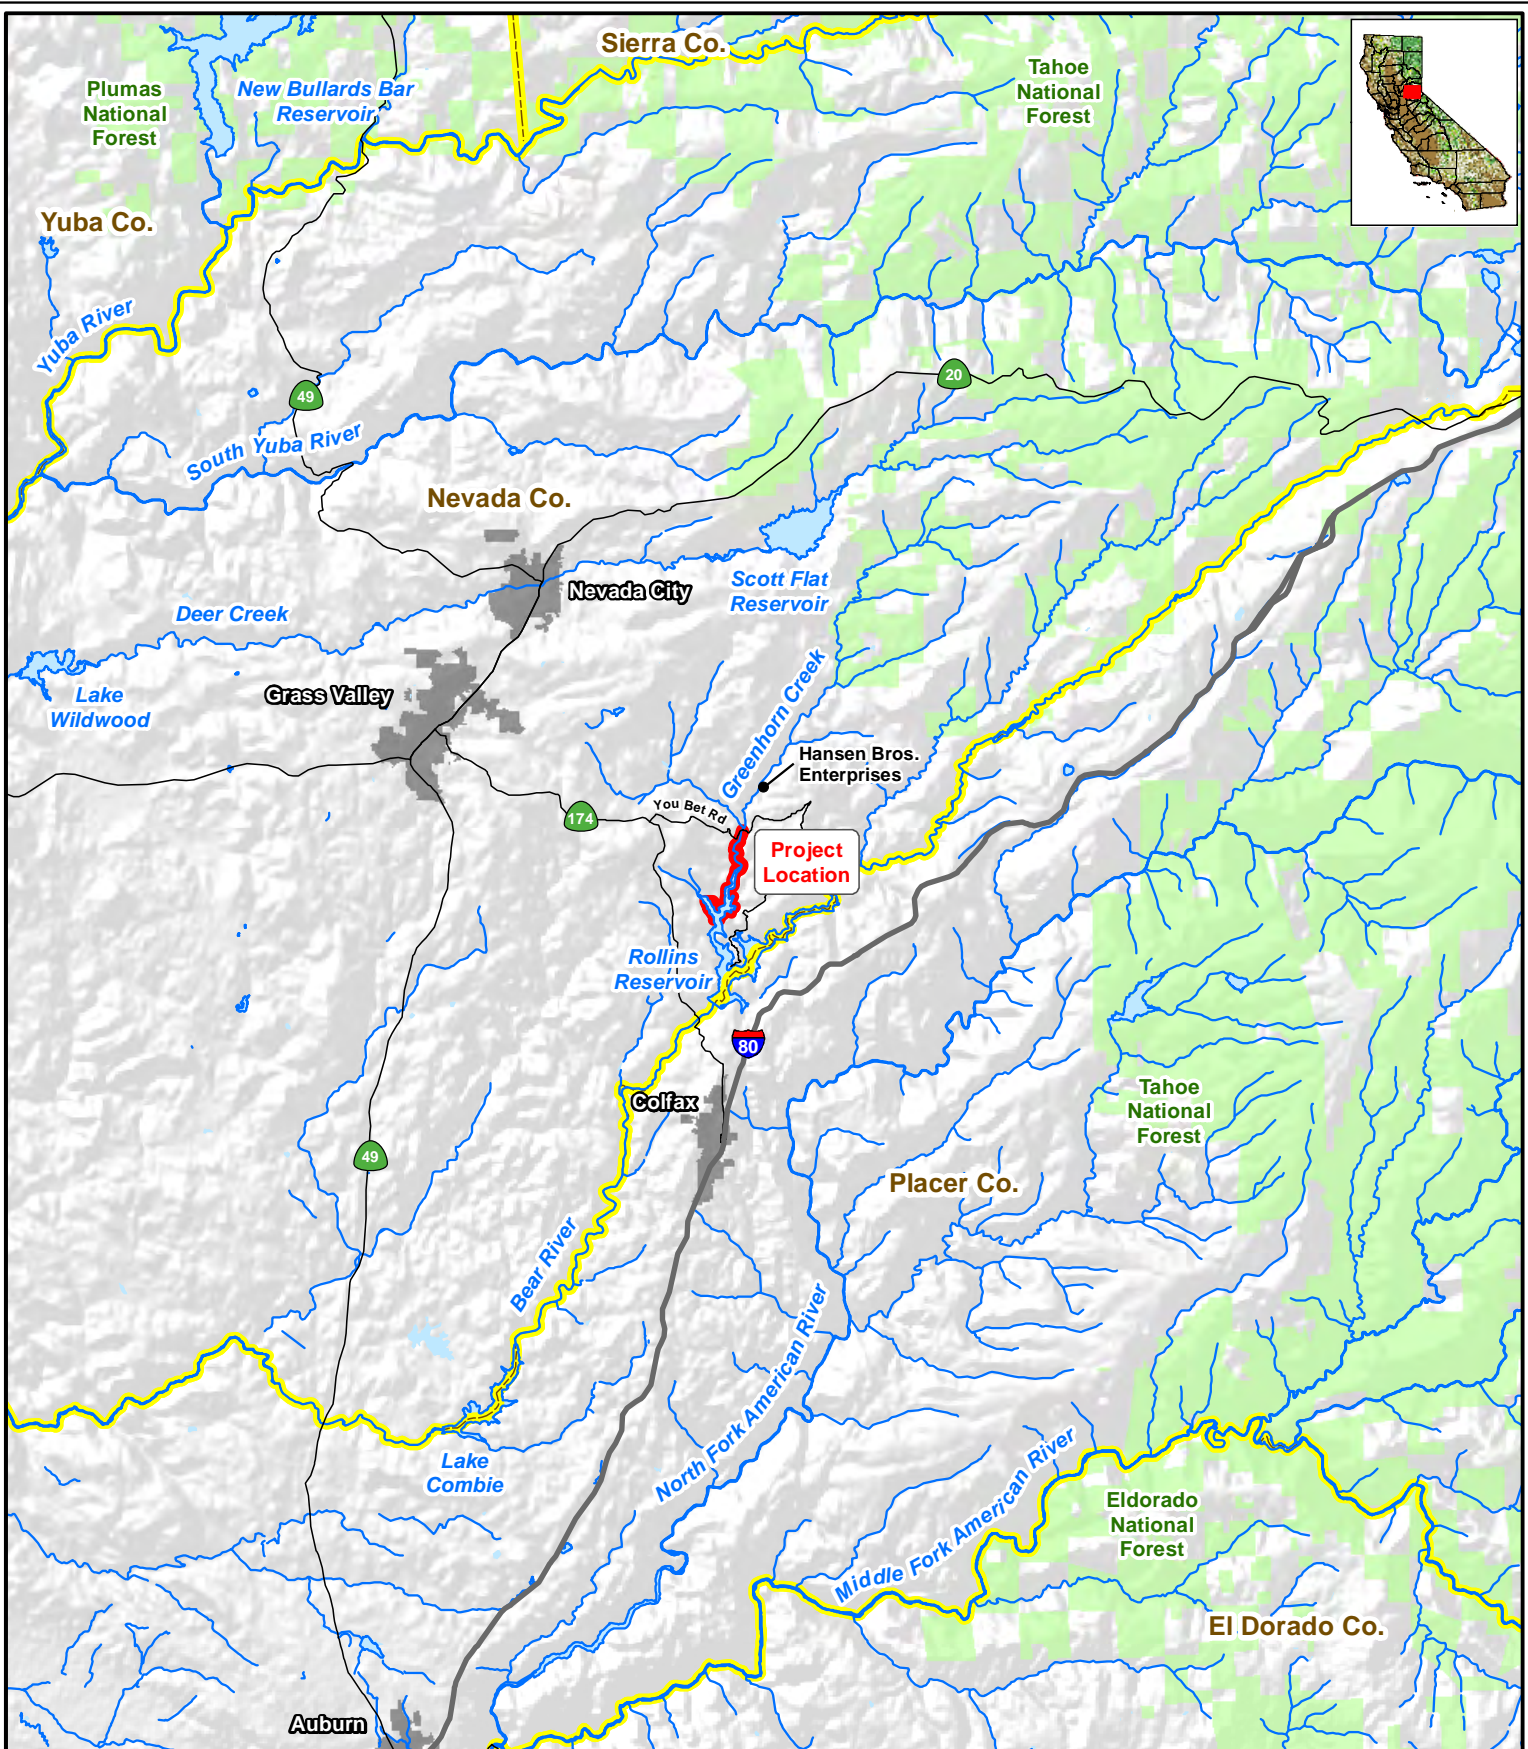 Sierra Co.
Plumas
National
Forest
New Bullards Bar
Reservoir
Tahoe
National
Forest
Yuba Co.
Yuba River
49
20
South Yuba River
Nevada Co.
Nevada City
Scott Flat
Reservoir
Deer Creek
Lake
Wildwood
Grass Valley
Greenhorn Creek
Hansen Bros.
Enterprises
You Bet Rd
174
Project
Location
Rollins
Reservoir
80
Colfax
Tahoe
National
Forest
49
Placer Co.
Bear River
North Fork American River
Lake
Combie
Middle Fork American River
Eldorado
National
Forest
El Dorado Co.
Auburn